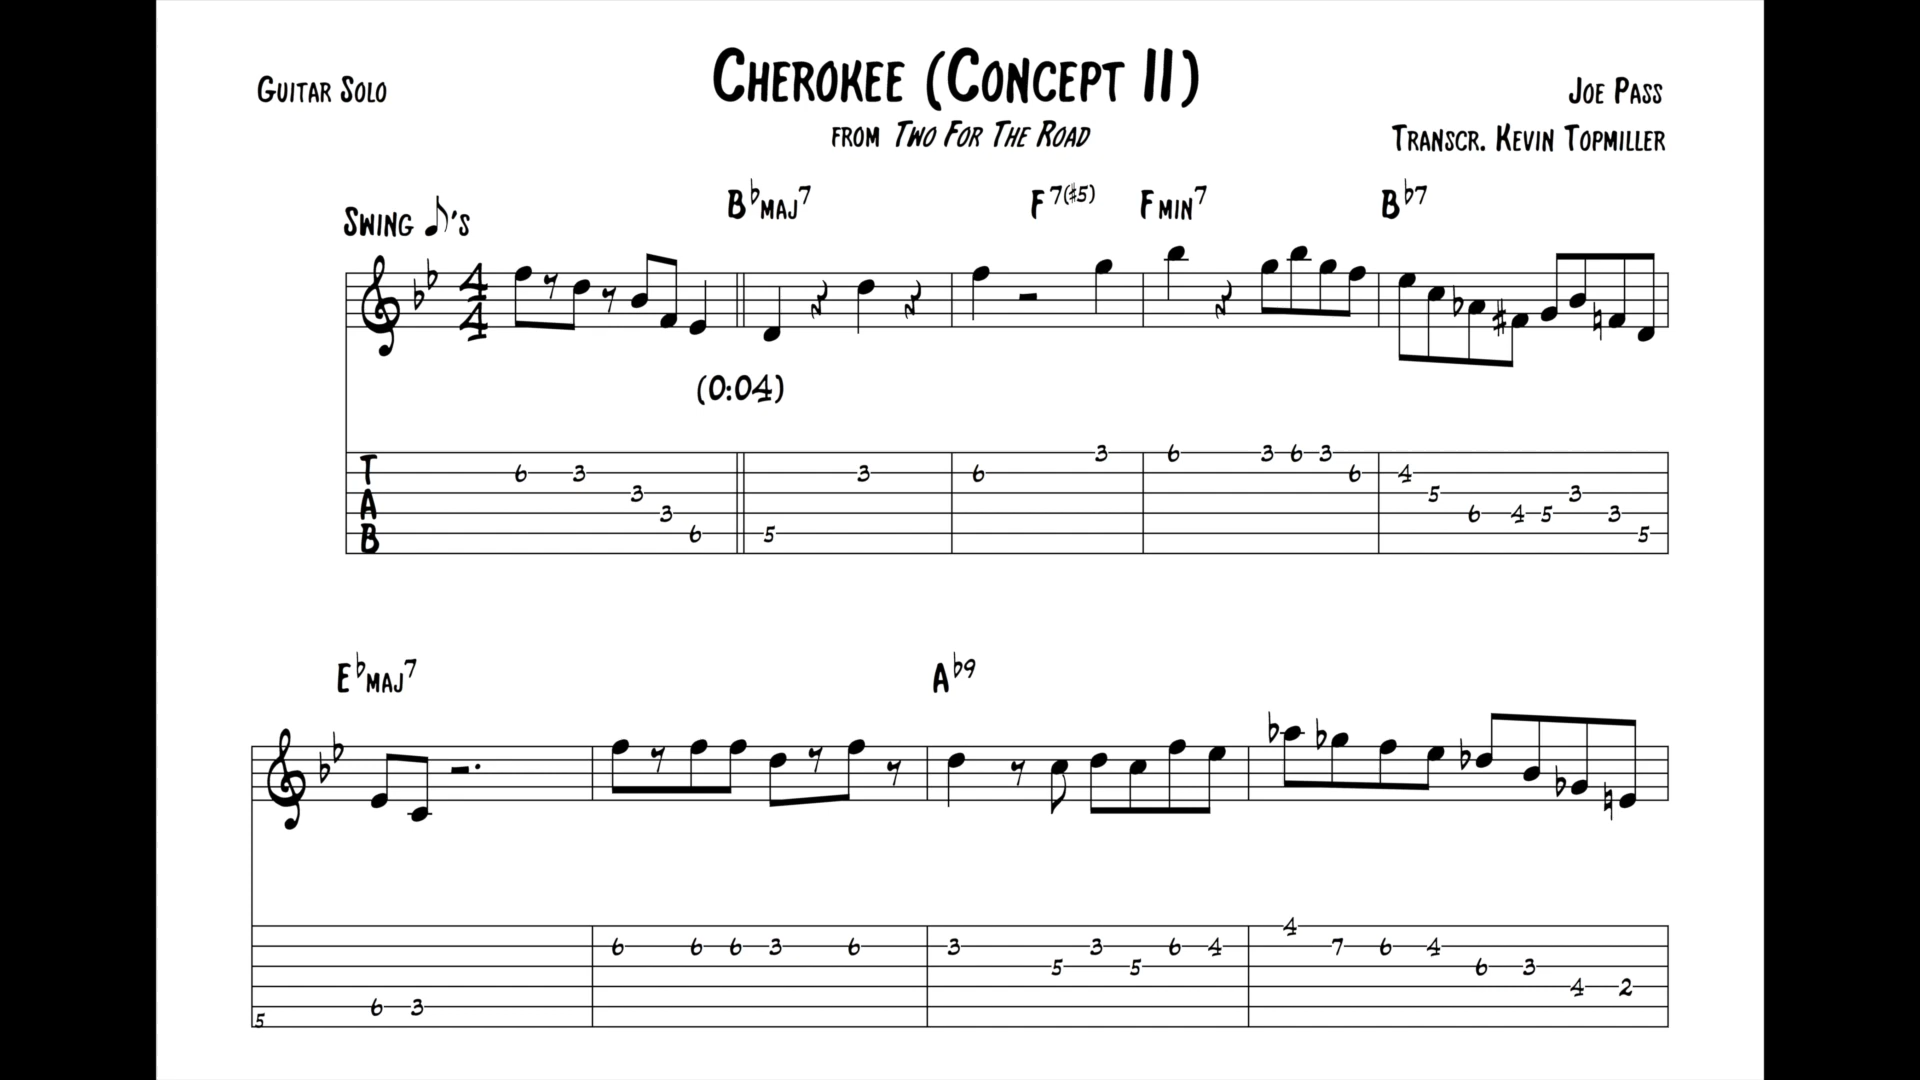 Guitar Solo
Cherokee (Concept II)
from Two For The Road
Joe Pass
Transcr. Kevin Topmiller
Swing ♪'s
B♭maj7 F7(♯5) Fmin7 B♭7
4
4
(0:04)
T
A
B
6 3 3 3 6 5 3 6 3 6 3 6 3 6 4 5 6 4 5 3 3 5
E♭maj7 A♭9
6 3 6 6 6 3 6 3 5 3 5 6 4 4 7 6 4 6 3 4 2
5